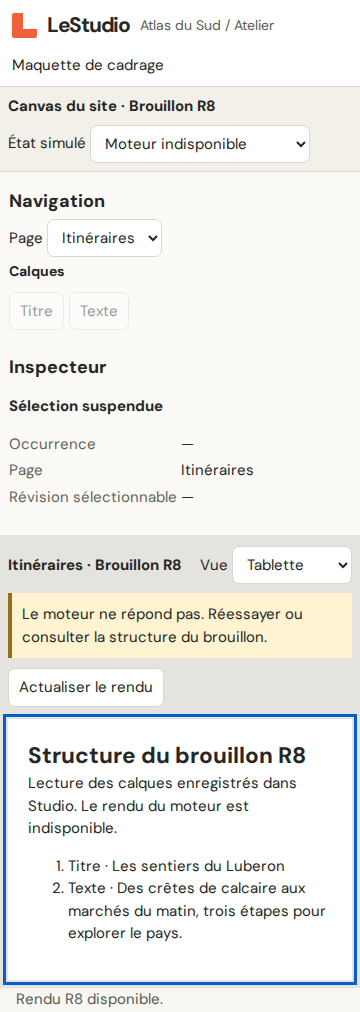 LeStudio Atlas du Sud / Atelier
Maquette de cadrage
Canvas du site · Brouillon R8
État simulé Moteur indisponible
Navigation
Page Itinéraires
Calques
Titre Texte
Inspecteur
Sélection suspendue
Occurrence —
Page Itinéraires
Révision sélectionnable —
Itinéraires · Brouillon R8 Vue Tablette
Le moteur ne répond pas. Réessayer ou
consulter la structure du brouillon.
Actualiser le rendu
Structure du brouillon R8
Lecture des calques enregistrés dans
Studio. Le rendu du moteur est
indisponible.
1. Titre · Les sentiers du Luberon
2. Texte · Des crêtes de calcaire aux
marchés du matin, trois étapes pour
explorer le pays.
Rendu R8 disponible.